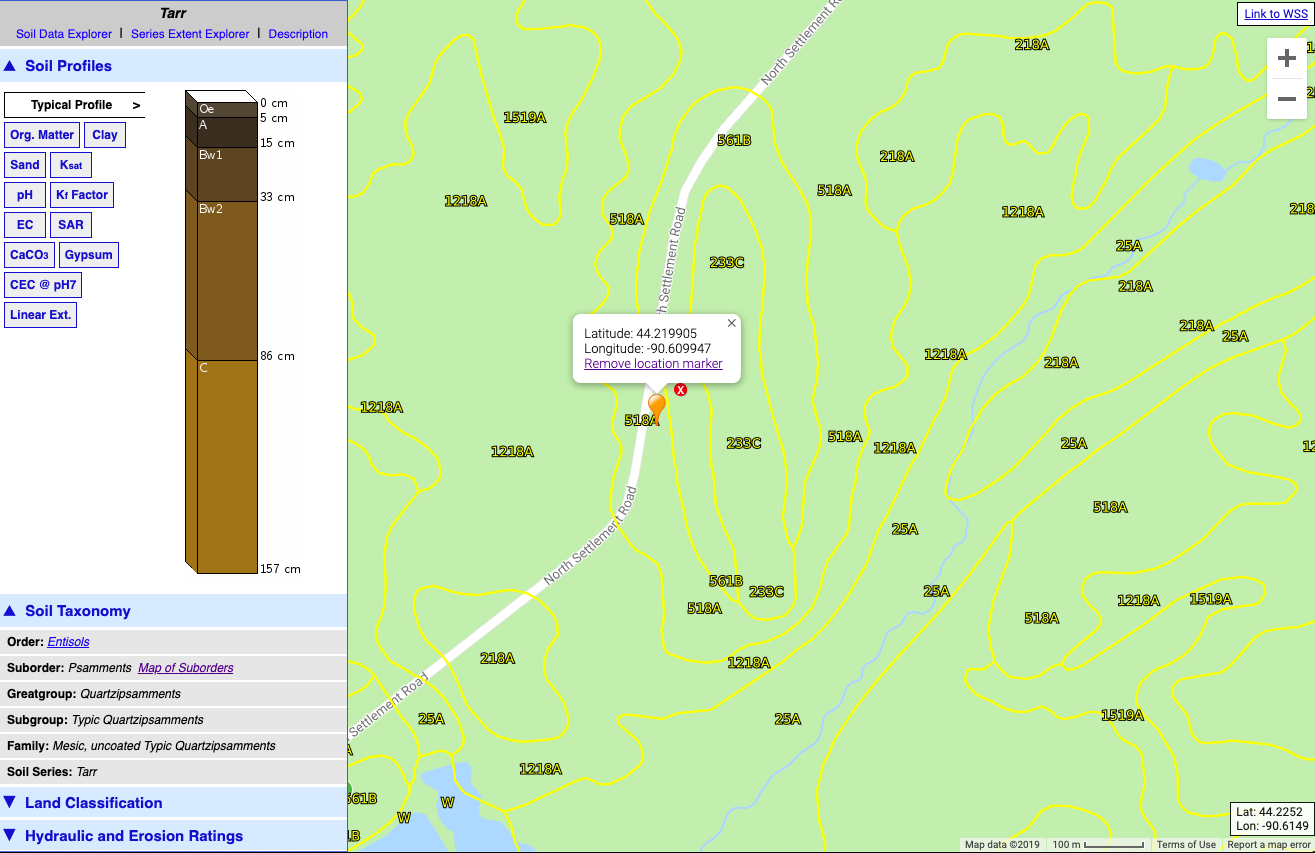 Tarr
Soil Data Explorer | Series Extent Explorer | Description
Soil Profiles
Typical Profile >
Org. Matter Clay
Sand Ksat
pH Kf Factor
EC SAR
CaCO3 Gypsum
CEC @ pH7
Linear Ext.
Oe
A
Bw1
Bw2
C
0 cm
5 cm
15 cm
33 cm
86 cm
157 cm
Soil Taxonomy
Order: Entisols
Suborder: Psamments Map of Suborders
Greatgroup: Quartzipsamments
Subgroup: Typic Quartzipsamments
Family: Mesic, uncoated Typic Quartzipsamments
Soil Series: Tarr
Land Classification
Hydraulic and Erosion Ratings
Link to WSS
+
−
North Settlement Road
218A
1519A
561B
218A
518A
1218A
518A
1218A
218
25A
233C
218A
h Settlement Road
Latitude: 44.219905
Longitude: -90.609947
Remove location marker
X
218A
25A
1218A
218A
1218A
518A
233C
518A
1218A
25A
1218A
518A
North Settlement Road
25A
561B
233C
25A
518A
1218A
1519A
518A
218A
1218A
Settlement Road
25A
25A
1519A
1218A
561B
W
W
1B
Lat: 44.2252
Lon: -90.6149
Map data ©2019 100 m Terms of Use Report a map error